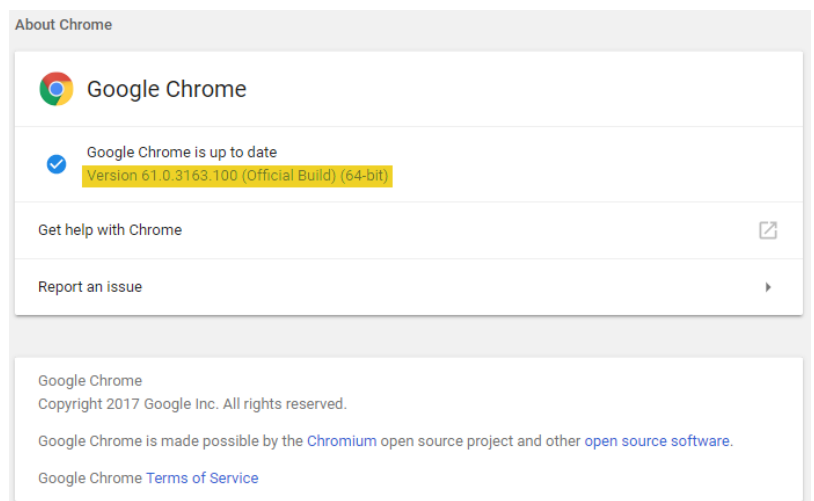 About Chrome
Google Chrome
Google Chrome is up to date
Version 61.0.3163.100 (Official Build) (64-bit)
Get help with Chrome
Report an issue
Google Chrome
Copyright 2017 Google Inc. All rights reserved.
Google Chrome is made possible by the Chromium open source project and other open source software.
Google Chrome Terms of Service